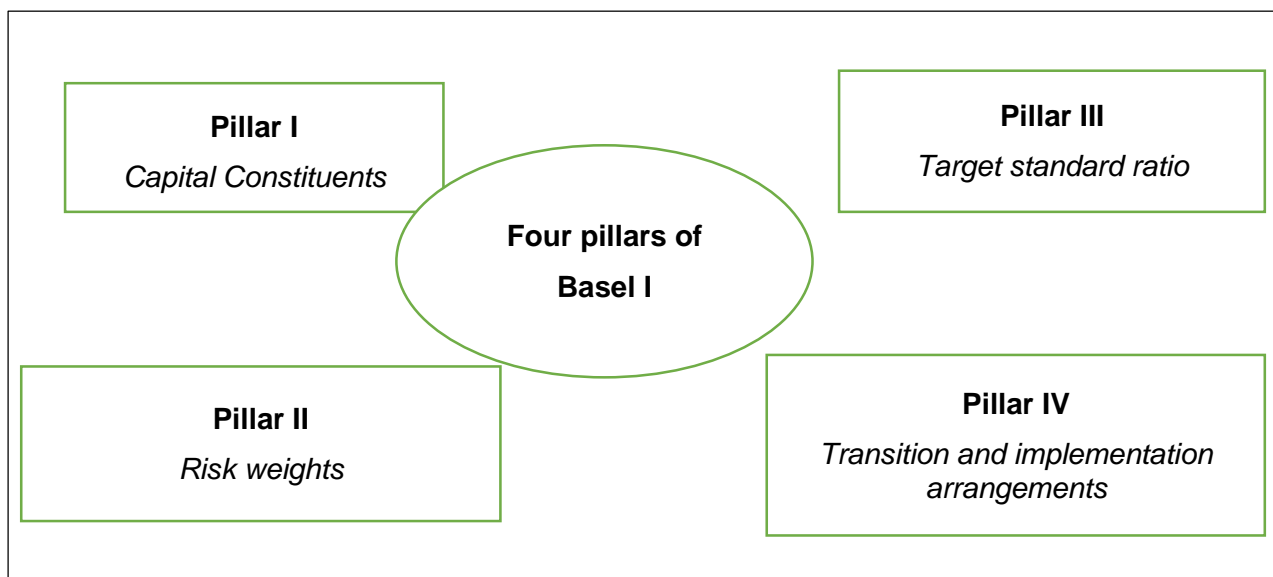 Pillar I
Capital Constituents
Pillar III
Target standard ratio
Four pillars of
Basel I
Pillar II
Risk weights
Pillar IV
Transition and implementation
arrangements